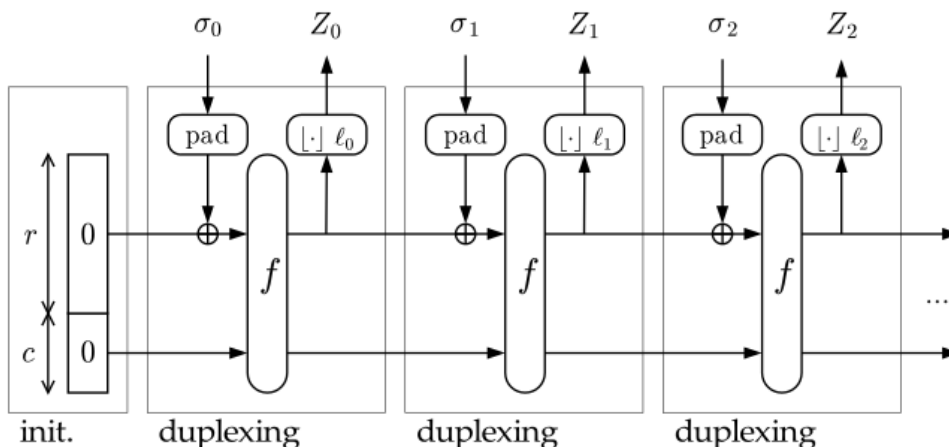 σ₀ Z₀ σ₁ Z₁ σ₂ Z₂
pad ⌊·⌋ ℓ₀ pad ⌊·⌋ ℓ₁ pad ⌊·⌋ ℓ₂
r 0
f f f
...
c 0
init. duplexing duplexing duplexing